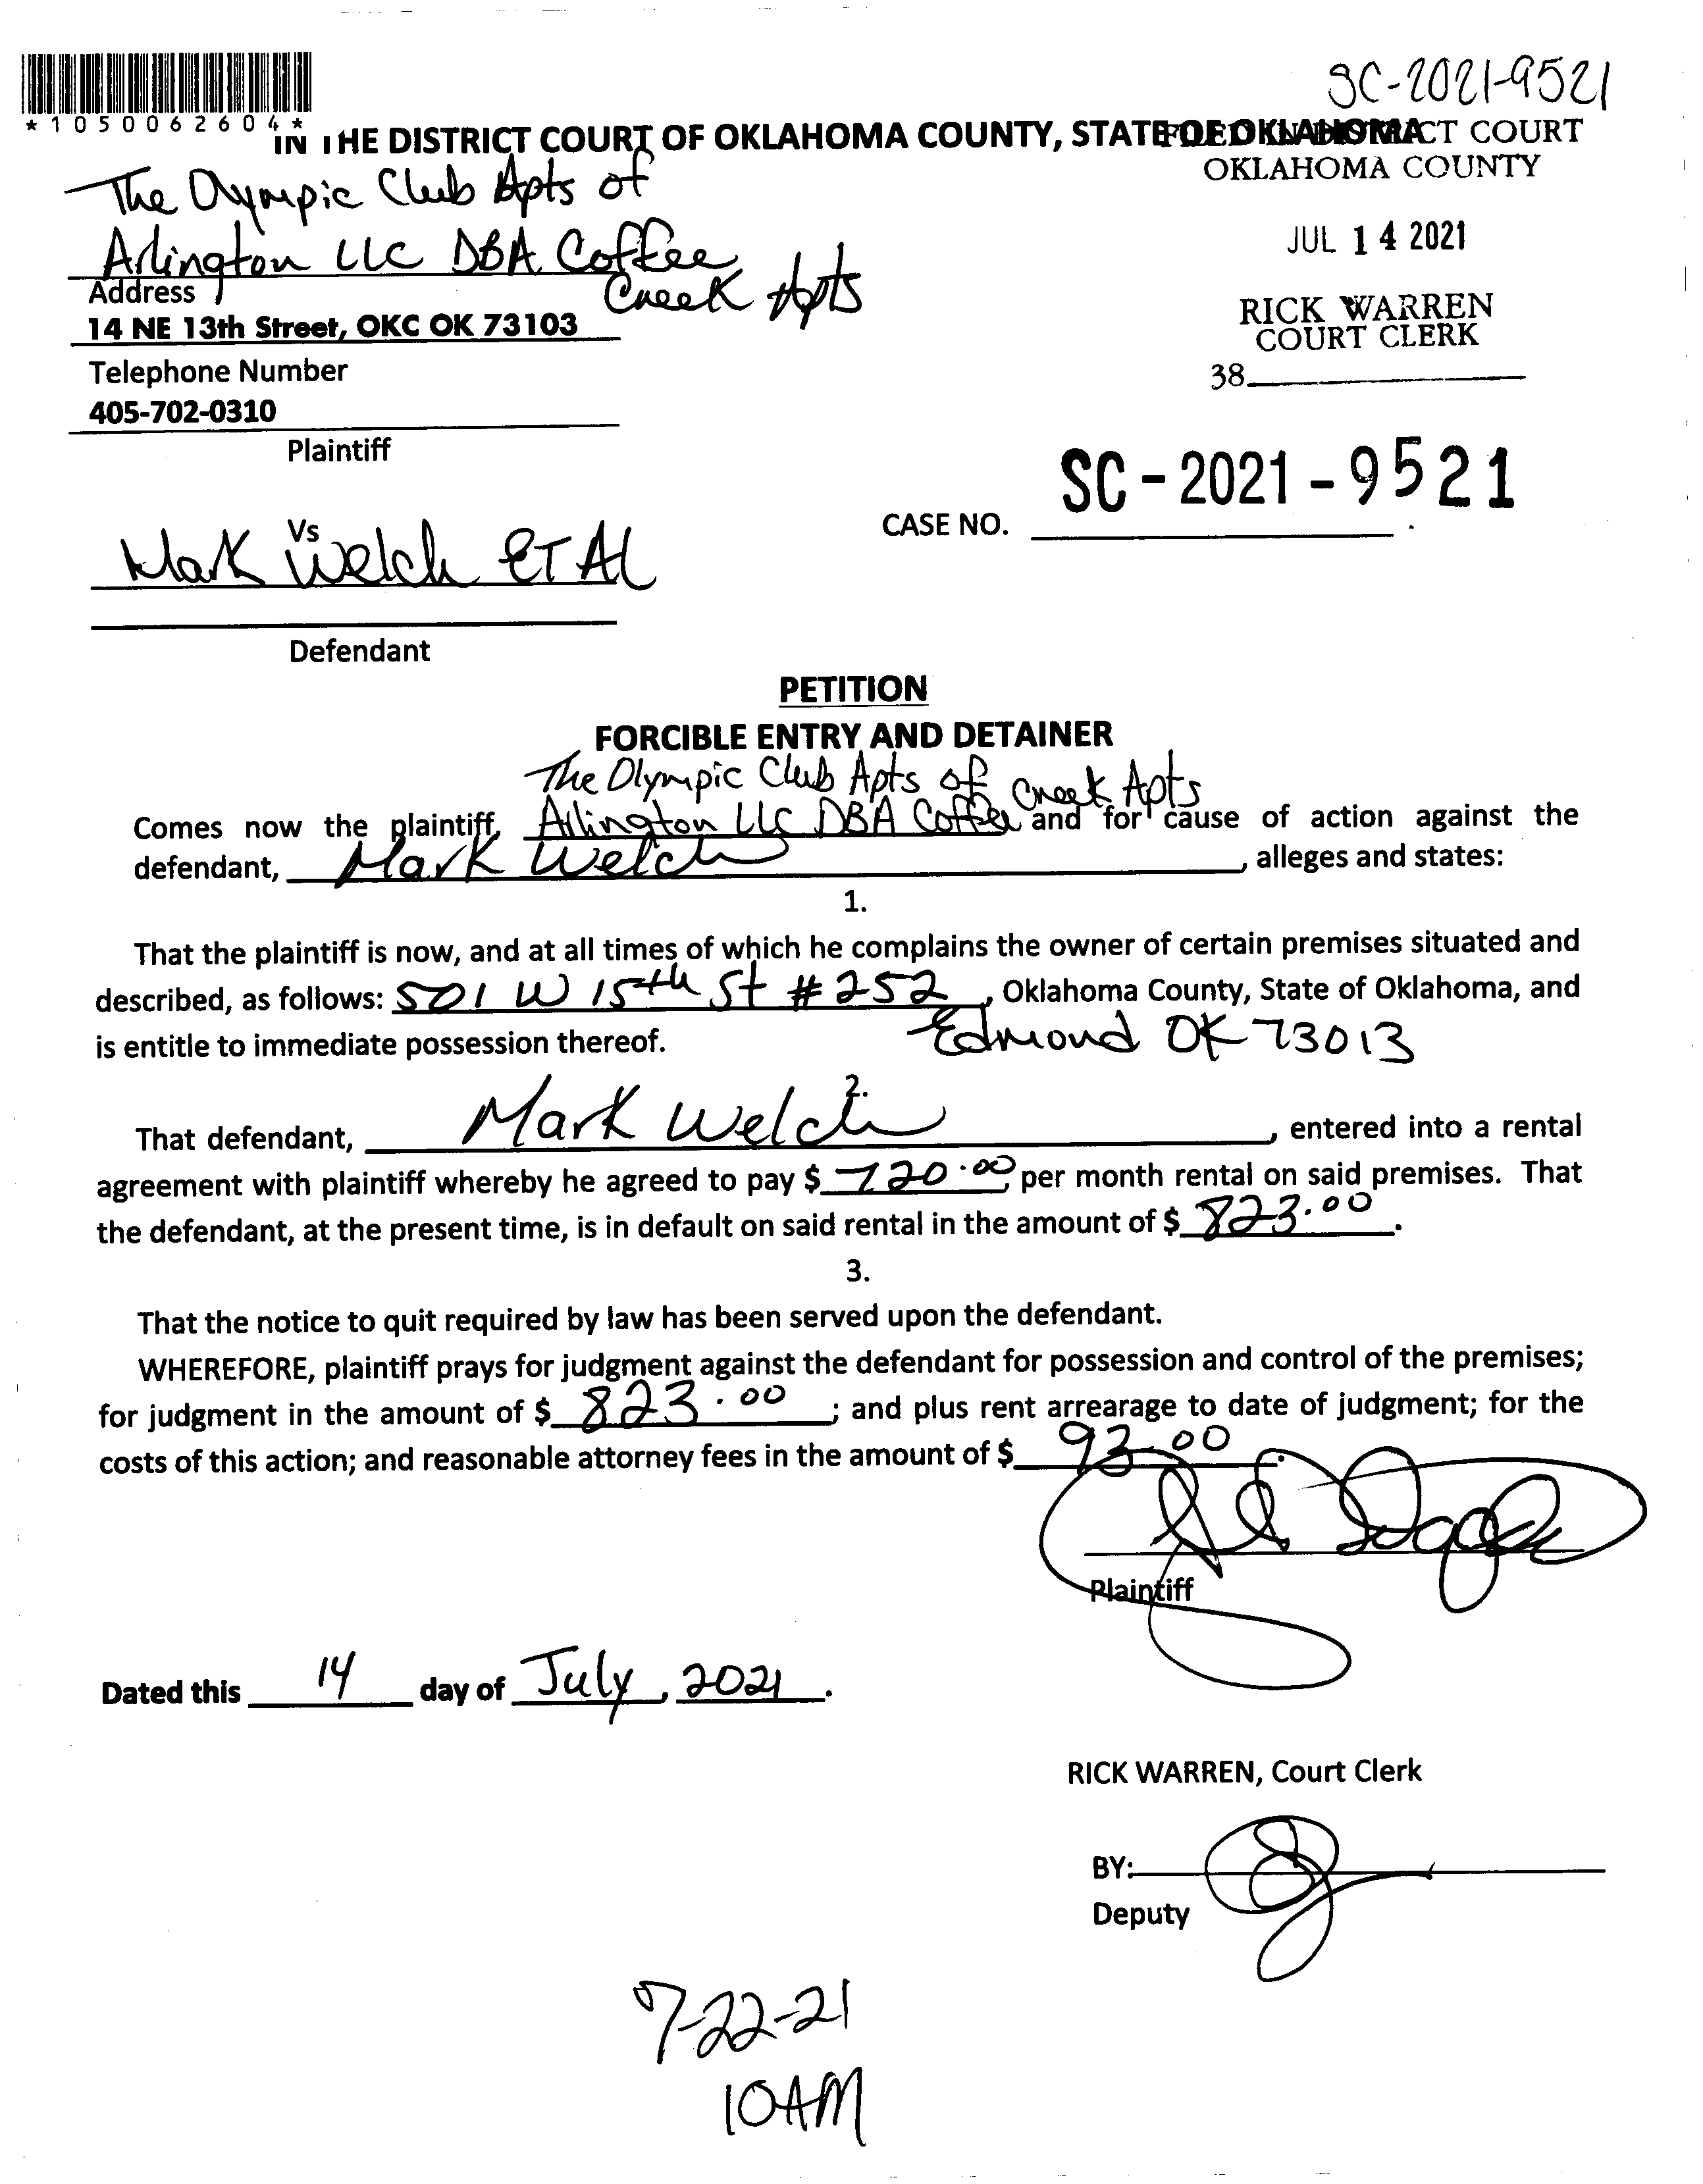 SC-2021-9521
*1050062604*
IN THE DISTRICT COURT OF OKLAHOMA COUNTY, STATE OF OKLAHOMA
FILED IN DISTRICT COURT
OKLAHOMA COUNTY
The Olympic Club Apts of
Arlington LLC DBA Coffee
Creek Apts
JUL 14 2021
Address
14 NE 13th Street, OKC OK 73103
RICK WARREN
COURT CLERK
Telephone Number
38
405-702-0310
Plaintiff
SC-2021-9521
CASE NO.
Vs
Mark Welch ET AL
Defendant
PETITION
FORCIBLE ENTRY AND DETAINER
The Olympic Club Apts of Creek Apts
Comes now the plaintiff, Arlington LLC DBA Coffee and for cause of action against the
defendant, Mark Welch, alleges and states:
1.
That the plaintiff is now, and at all times of which he complains the owner of certain premises situated and
described, as follows: 501 W 15th St #252, Oklahoma County, State of Oklahoma, and
is entitle to immediate possession thereof. Edmond OK 73013
2.
That defendant, Mark Welch, entered into a rental
agreement with plaintiff whereby he agreed to pay $ 720.00 per month rental on said premises. That
the defendant, at the present time, is in default on said rental in the amount of $ 823.00.
3.
That the notice to quit required by law has been served upon the defendant.
WHEREFORE, plaintiff prays for judgment against the defendant for possession and control of the premises;
for judgment in the amount of $ 823.00; and plus rent arrearage to date of judgment; for the
costs of this action; and reasonable attorney fees in the amount of $ 93.00.
Plaintiff
Dated this 14 day of July, 2021.
RICK WARREN, Court Clerk
BY:
Deputy
7-22-21
10AM